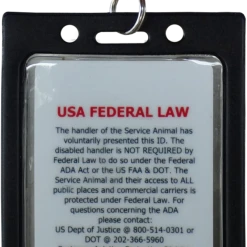 USA FEDERAL LAW
The handler of the Service Animal has
voluntarily presented this ID. The
disabled handler is NOT REQUIRED by
Federal Law to do so under the Federal
ADA Act or the US FAA & DOT. The
Service Animal and their access to ALL
public places and commercial carriers is
protected under Federal Law. For
questions concerning the ADA
please contact:
US Dept of Justice @ 800-514-0301 or
DOT @ 202-366-5960